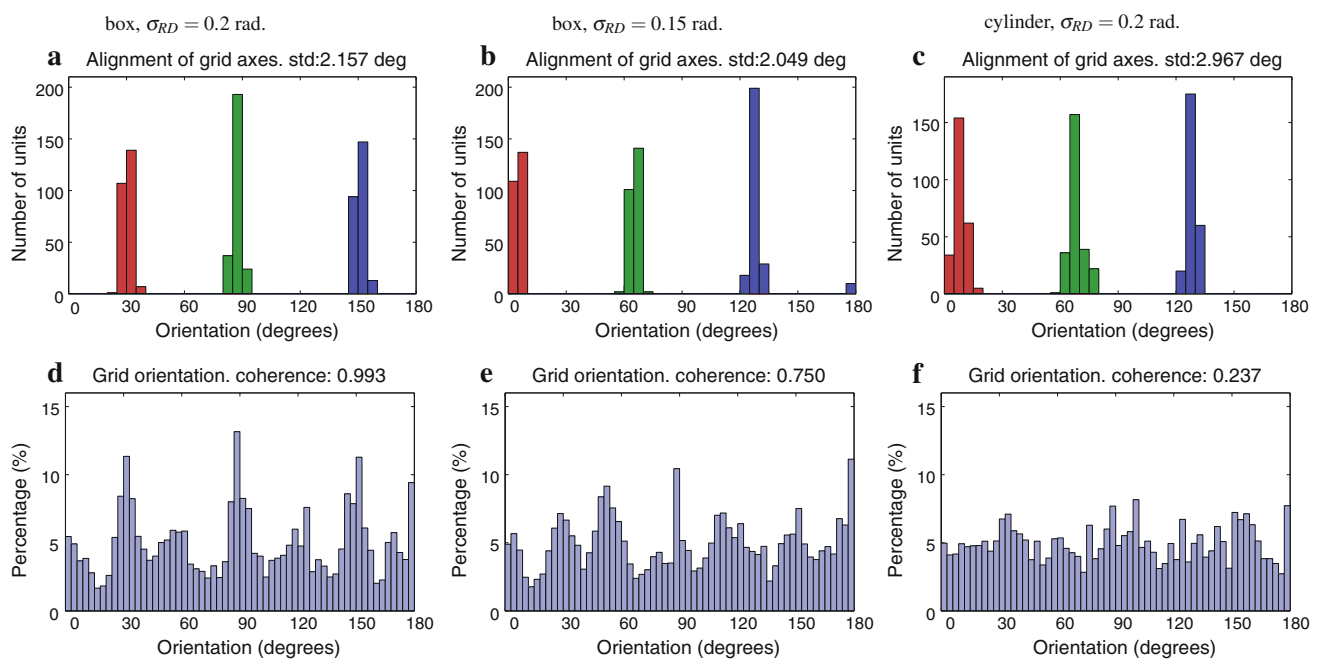 box, σRD = 0.2 rad.
box, σRD = 0.15 rad.
cylinder, σRD = 0.2 rad.
a
Alignment of grid axes. std:2.157 deg
Number of units
200
150
100
50
0
0 30 60 90 120 150 180
Orientation (degrees)
b
Alignment of grid axes. std:2.049 deg
Number of units
200
150
100
50
0
0 30 60 90 120 150 180
Orientation (degrees)
c
Alignment of grid axes. std:2.967 deg
Number of units
150
100
50
0
0 30 60 90 120 150 180
Orientation (degrees)
d
Grid orientation. coherence: 0.993
Percentage (%)
15
10
5
0
0 30 60 90 120 150 180
Orientation (degrees)
e
Grid orientation. coherence: 0.750
Percentage (%)
15
10
5
0
0 30 60 90 120 150 180
Orientation (degrees)
f
Grid orientation. coherence: 0.237
Percentage (%)
15
10
5
0
0 30 60 90 120 150 180
Orientation (degrees)